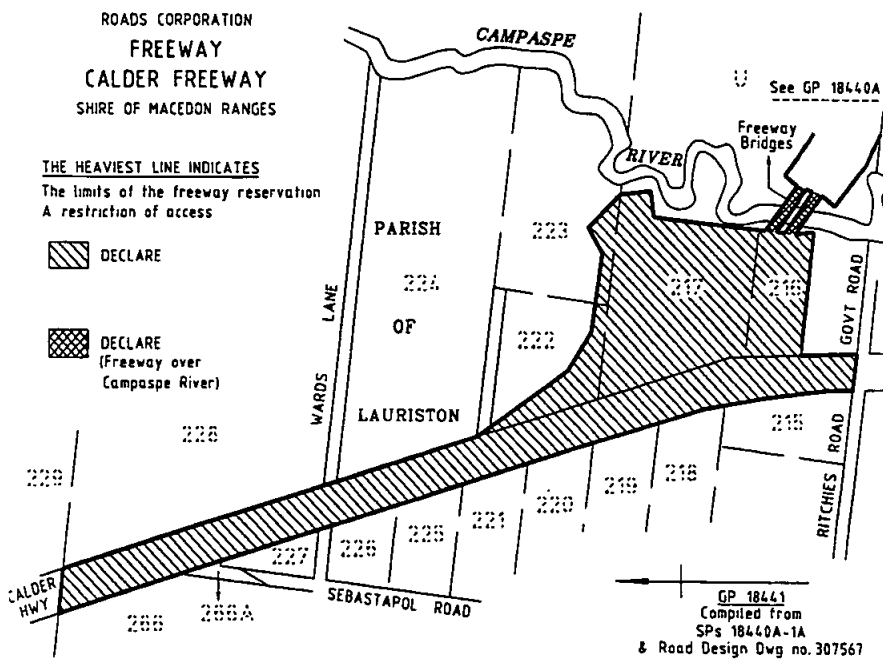 ROADS CORPORATION
FREEWAY
CALDER FREEWAY
SHIRE OF MACEDON RANGES
THE HEAVIEST LINE INDICATES
The limits of the freeway reservation
A restriction of access
DECLARE
DECLARE
(Freeway over
Campaspe River)
CAMPASPE
RIVER
U
See GP 18440A
Freeway
Bridges
PARISH
OF
LAURISTON
WARDS LANE
GOVT ROAD
RITCHIES ROAD
223
22A
222
217
216
215
218
219
220
221
225
226
227
228
229
266
266A
CALDER
HWY
SEBASTAPOL ROAD
GP 18441
Compiled from
SPs 18440A-1A
& Road Design Dwg no. 307567